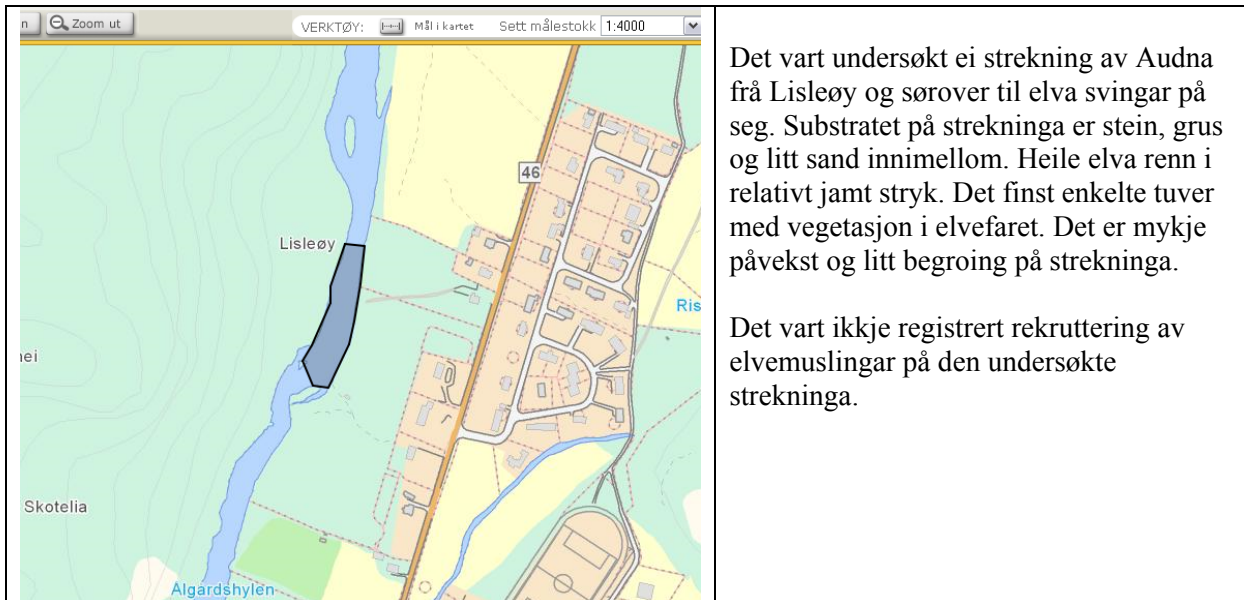 n Zoom ut VERKTØY: Mål i kartet Sett målestokk 1:4000
46
Lisleøy
Ris
nei
Skotelia
Algardshylen
Det vart undersøkt ei strekning av Audna
frå Lisleøy og sørover til elva svingar på
seg. Substratet på strekninga er stein, grus
og litt sand innimellom. Heile elva renn i
relativt jamt stryk. Det finst enkelte tuver
med vegetasjon i elvefaret. Det er mykje
påvekst og litt begroing på strekninga.
Det vart ikkje registrert rekruttering av
elvemuslingar på den undersøkte
strekninga.